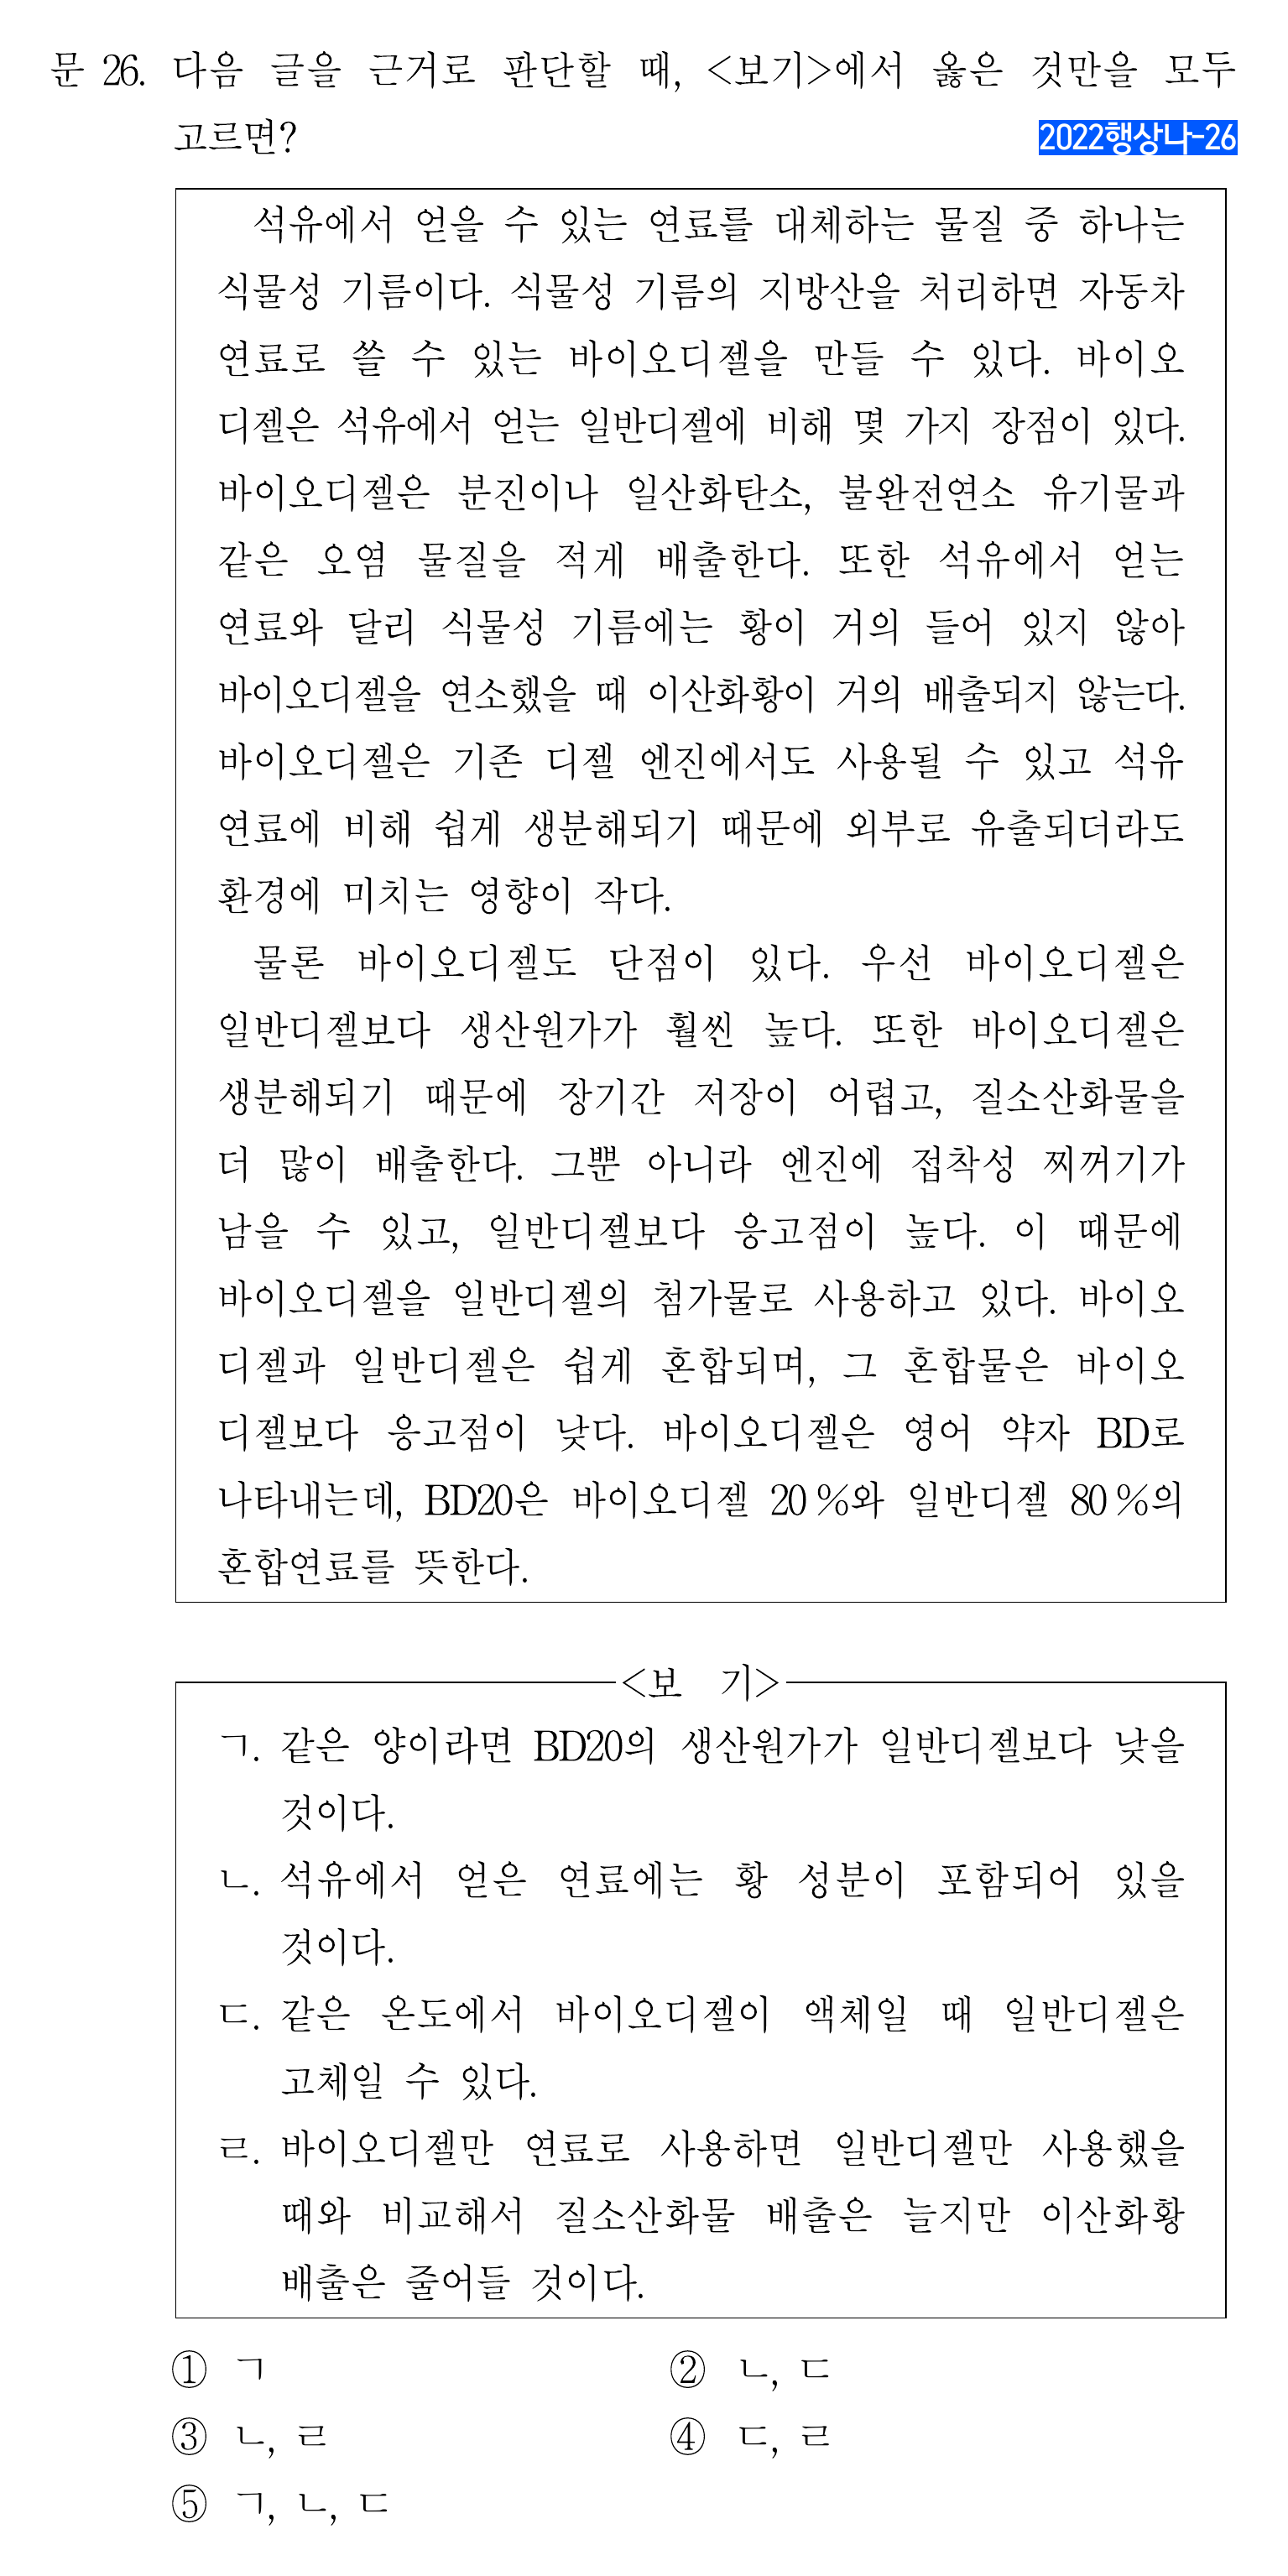 문 26. 다음 글을 근거로 판단할 때, <보기>에서 옳은 것만을 모두
고르면?
2022행상나-26
석유에서 얻을 수 있는 연료를 대체하는 물질 중 하나는
식물성 기름이다. 식물성 기름의 지방산을 처리하면 자동차
연료로 쓸 수 있는 바이오디젤을 만들 수 있다. 바이오
디젤은 석유에서 얻는 일반디젤에 비해 몇 가지 장점이 있다.
바이오디젤은 분진이나 일산화탄소, 불완전연소 유기물과
같은 오염 물질을 적게 배출한다. 또한 석유에서 얻는
연료와 달리 식물성 기름에는 황이 거의 들어 있지 않아
바이오디젤을 연소했을 때 이산화황이 거의 배출되지 않는다.
바이오디젤은 기존 디젤 엔진에서도 사용될 수 있고 석유
연료에 비해 쉽게 생분해되기 때문에 외부로 유출되더라도
환경에 미치는 영향이 작다.
물론 바이오디젤도 단점이 있다. 우선 바이오디젤은
일반디젤보다 생산원가가 훨씬 높다. 또한 바이오디젤은
생분해되기 때문에 장기간 저장이 어렵고, 질소산화물을
더 많이 배출한다. 그뿐 아니라 엔진에 접착성 찌꺼기가
남을 수 있고, 일반디젤보다 응고점이 높다. 이 때문에
바이오디젤을 일반디젤의 첨가물로 사용하고 있다. 바이오
디젤과 일반디젤은 쉽게 혼합되며, 그 혼합물은 바이오
디젤보다 응고점이 낮다. 바이오디젤은 영어 약자 BD로
나타내는데, BD20은 바이오디젤 20 %와 일반디젤 80 %의
혼합연료를 뜻한다.
<보 기>
ㄱ. 같은 양이라면 BD20의 생산원가가 일반디젤보다 낮을
것이다.
ㄴ. 석유에서 얻은 연료에는 황 성분이 포함되어 있을
것이다.
ㄷ. 같은 온도에서 바이오디젤이 액체일 때 일반디젤은
고체일 수 있다.
ㄹ. 바이오디젤만 연료로 사용하면 일반디젤만 사용했을
때와 비교해서 질소산화물 배출은 늘지만 이산화황
배출은 줄어들 것이다.
① ㄱ ② ㄴ, ㄷ
③ ㄴ, ㄹ ④ ㄷ, ㄹ
⑤ ㄱ, ㄴ, ㄷ